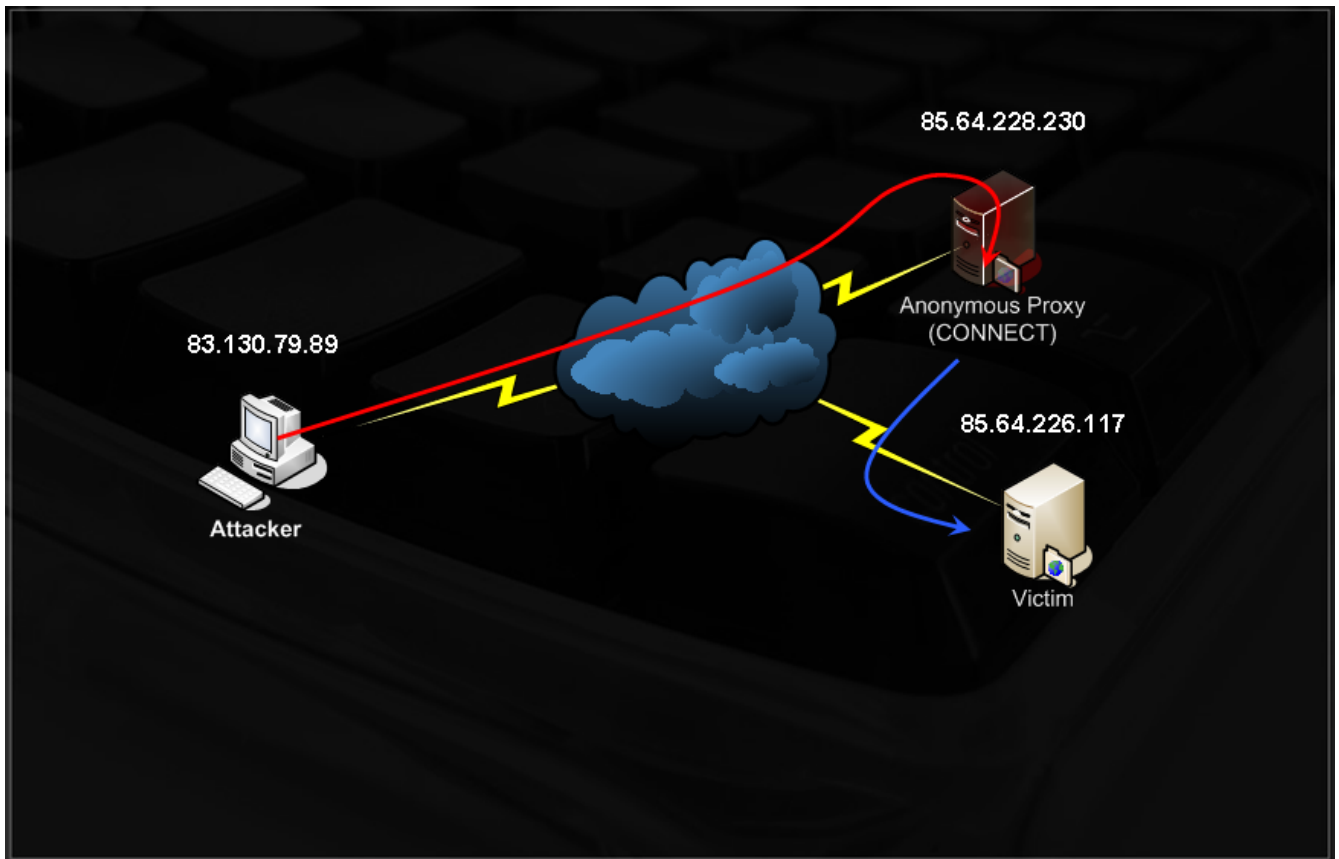 85.64.228.230
Anonymous Proxy
(CONNECT)
83.130.79.89
85.64.226.117
Attacker
Victim